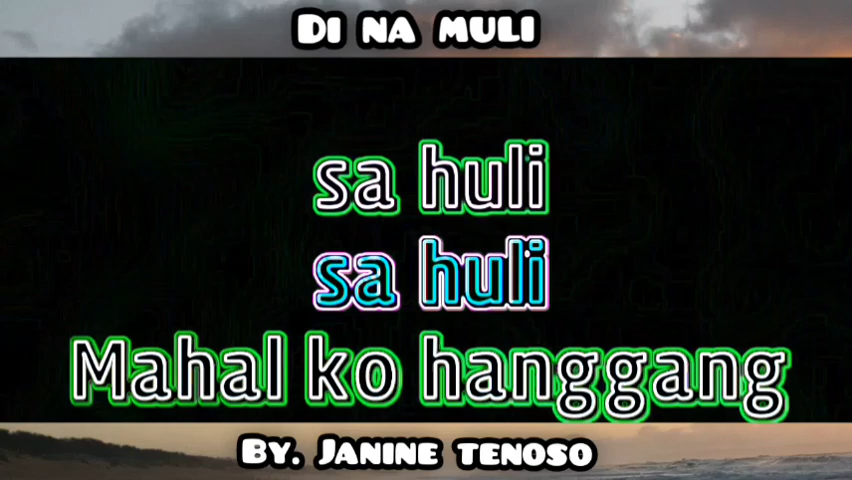 Di na muli
sa huli
sa huli
Mahal ko hanggang
By. Janine tenoso